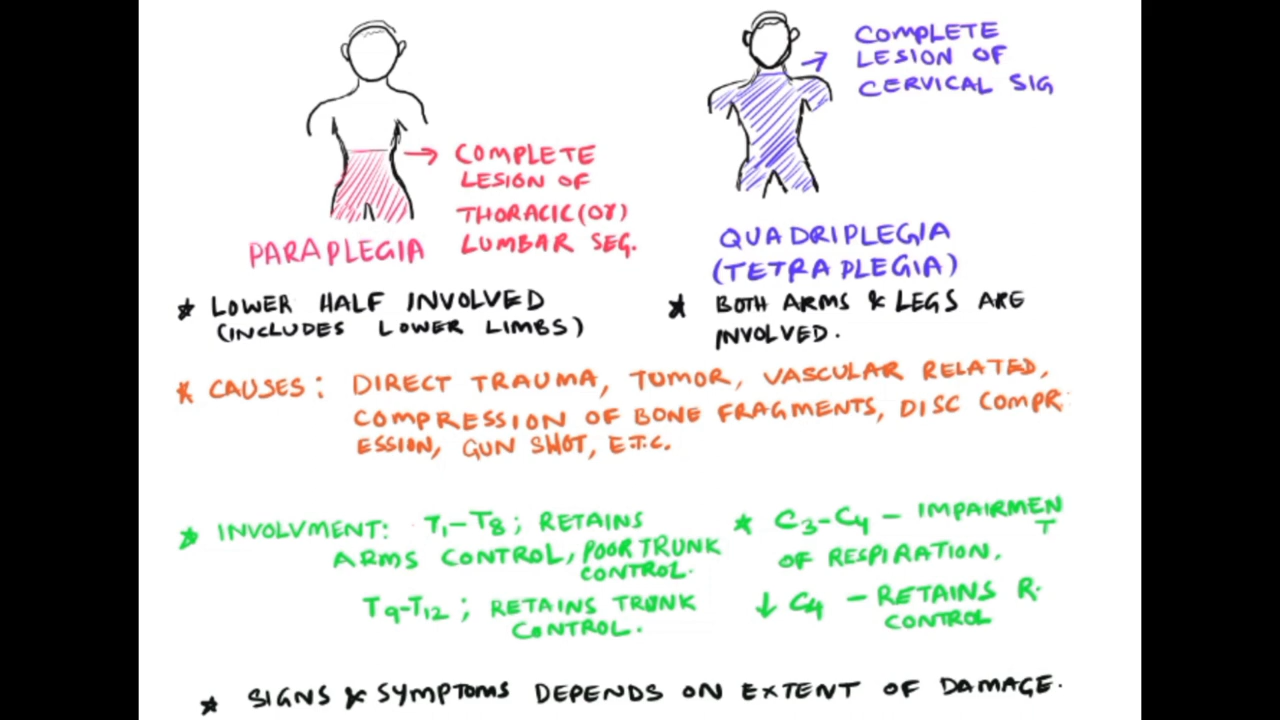 COMPLETE
LESION OF
THORACIC (OR)
LUMBAR SEG.
PARAPLEGIA
* LOWER HALF INVOLVED
(INCLUDES LOWER LIMBS)
COMPLETE
LESION OF
CERVICAL SIG
QUADRIPLEGIA
(TETRAPLEGIA)
* BOTH ARMS & LEGS ARE
INVOLVED.
* CAUSES: DIRECT TRAUMA, TUMOR, VASCULAR RELATED,
COMPRESSION OF BONE FRAGMENTS, DISC COMPR
ESSION, GUN SHOT, E.T.C.
* INVOLVMENT: T1-T8; RETAINS
ARMS CONTROL, POOR TRUNK
CONTROL.
T9-T12; RETAINS TRUNK
CONTROL.
* C3-C4 - IMPAIRMEN
T
OF RESPIRATION.
↓ C4 - RETAINS R.
CONTROL
* SIGNS & SYMPTOMS DEPENDS ON EXTENT OF DAMAGE.